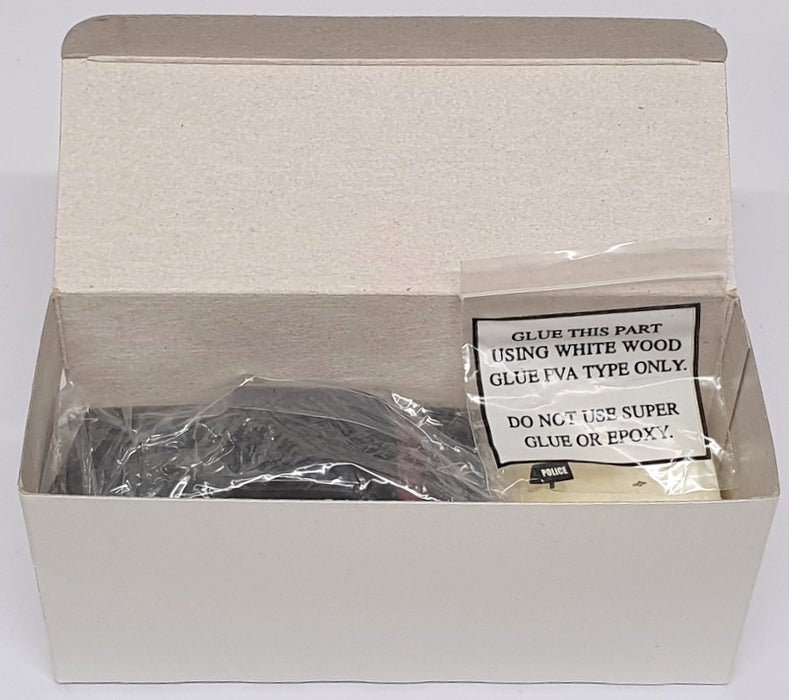 GLUE THIS PART
USING WHITE WOOD
GLUE PVA TYPE ONLY.
DO NOT USE SUPER
GLUE OR EPOXY.
POLICE